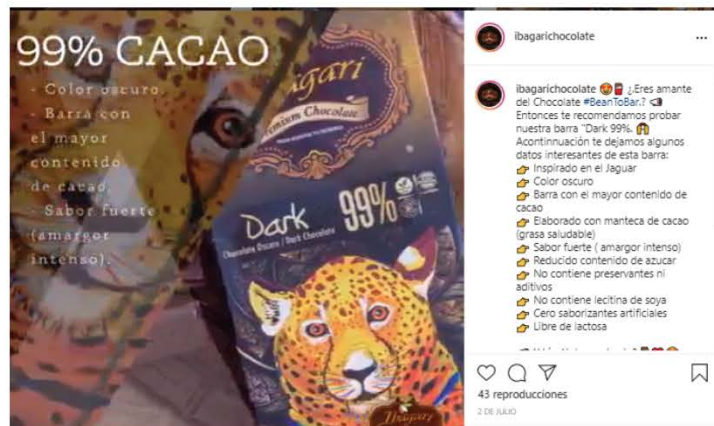 99% CACAO
- Color oscuro.
- Barra con
el mayor
contenido
de cacao.
- Sabor fuerte
(amargor
intenso).
Chocolate
Dark 99%
Chocolate Oscuro / Dark Chocolate
ibagarichocolate
ibagarichocolate 😍🍫 ¿.Eres amante
del Chocolate #BeanToBar.? 📢
Entonces te recomendamos probar
nuestra barra "Dark 99%. 🙌
Acontinnuación te dejamos algunos
datos interesantes de esta barra:
👉 Inspirado en el Jaguar
👉 Color oscuro
👉 Barra con el mayor contenido de
cacao
👉 Elaborado con manteca de cacao
(grasa saludable)
👉 Sabor fuerte ( amargor intenso)
👉 Reducido contenido de azucar
👉 No contiene preservantes ni
aditivos
👉 No contiene lecitina de soya
👉 Cero saborizantes artificiales
👉 Libre de lactosa
43 reproducciones
2 DE JULIO